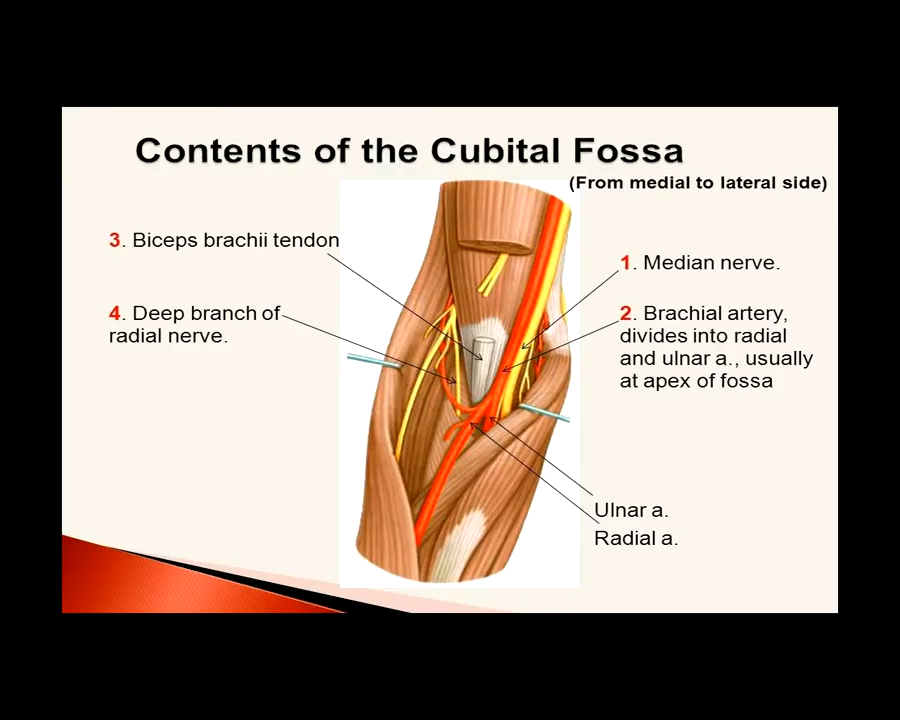 Contents of the Cubital Fossa
(From medial to lateral side)
3. Biceps brachii tendon
4. Deep branch of
radial nerve.
1. Median nerve.
2. Brachial artery,
divides into radial
and ulnar a., usually
at apex of fossa
Ulnar a.
Radial a.